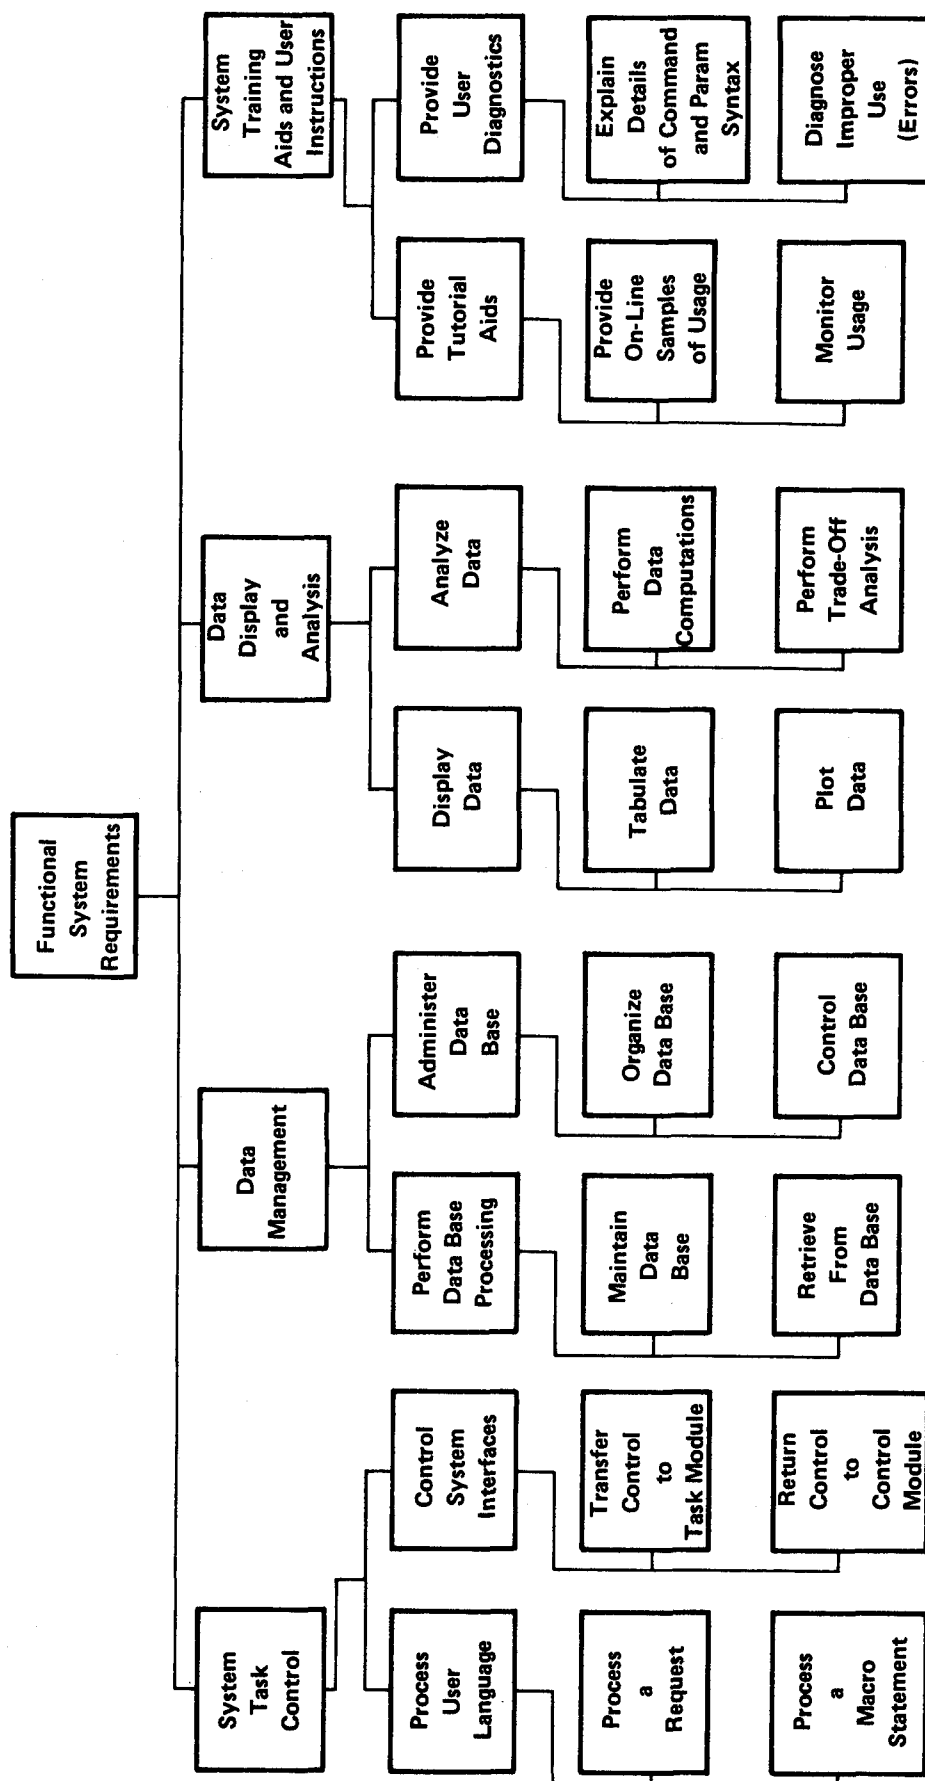 Functional
System
Requirements
System
Task
Control
Data
Management
Data
Display
and
Analysis
System
Training
Aids and User
Instructions
Process
User
Language
Control
System
Interfaces
Perform
Data Base
Processing
Administer
Data
Base
Display
Data
Analyze
Data
Provide
Tutorial
Aids
Provide
User
Diagnostics
Process
a
Request
Transfer
Control
to
Task Module
Maintain
Data
Base
Organize
Data Base
Tabulate
Data
Perform
Data
Computations
Provide
On-Line
Samples
of Usage
Explain
Details
of Command
and Param
Syntax
Process
a
Macro
Statement
Return
Control
to
Control
Module
Retrieve
From
Data Base
Control
Data Base
Plot
Data
Perform
Trade-Off
Analysis
Monitor
Usage
Diagnose
Improper
Use
(Errors)